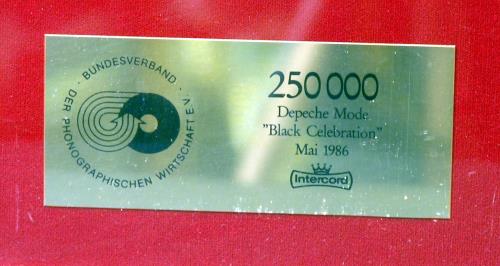 · BUNDESVERBAND · DER PHONOGRAPHISCHEN WIRTSCHAFT E.V.
250 000
Depeche Mode
"Black Celebration"
Mai 1986
Intercord